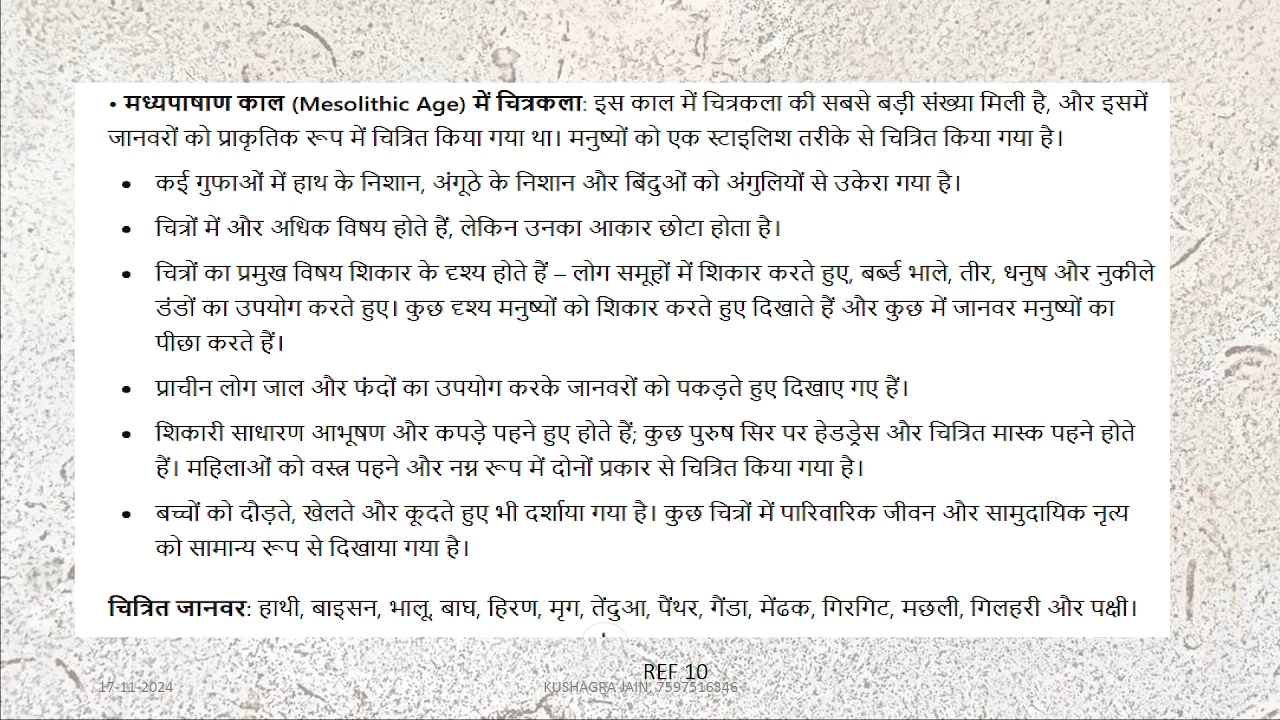 • मध्यपाषाण काल (Mesolithic Age) में चित्रकला: इस काल में चित्रकला की सबसे बड़ी संख्या मिली है, और इसमें
जानवरों को प्राकृतिक रूप में चित्रित किया गया था। मनुष्यों को एक स्टाइलिश तरीके से चित्रित किया गया है।
• कई गुफाओं में हाथ के निशान, अंगूठे के निशान और बिंदुओं को अंगुलियों से उकेरा गया है।
• चित्रों में और अधिक विषय होते हैं, लेकिन उनका आकार छोटा होता है।
• चित्रों का प्रमुख विषय शिकार के दृश्य होते हैं – लोग समूहों में शिकार करते हुए, बर्ब्ड भाले, तीर, धनुष और नुकीले
डंडों का उपयोग करते हुए। कुछ दृश्य मनुष्यों को शिकार करते हुए दिखाते हैं और कुछ में जानवर मनुष्यों का
पीछा करते हैं।
• प्राचीन लोग जाल और फंदों का उपयोग करके जानवरों को पकड़ते हुए दिखाए गए हैं।
• शिकारी साधारण आभूषण और कपड़े पहने हुए होते हैं; कुछ पुरुष सिर पर हेडड्रेस और चित्रित मास्क पहने होते
हैं। महिलाओं को वस्त्र पहने और नग्न रूप में दोनों प्रकार से चित्रित किया गया है।
• बच्चों को दौड़ते, खेलते और कूदते हुए भी दर्शाया गया है। कुछ चित्रों में पारिवारिक जीवन और सामुदायिक नृत्य
को सामान्य रूप से दिखाया गया है।
चित्रित जानवर: हाथी, बाइसन, भालू, बाघ, हिरण, मृग, तेंदुआ, पैंथर, गैंडा, मेंढक, गिरगिट, मछली, गिलहरी और पक्षी।
REF 10
17-11-2024 KUSHAGRA JAIN, 7597516346